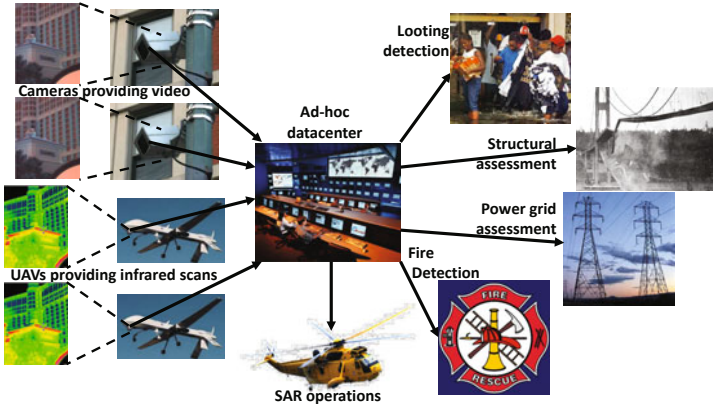 Looting
detection
Cameras providing video
Ad-hoc
datacenter
Structural
assessment
Power grid
assessment
UAVs providing infrared scans
Fire
Detection
FIRE
RESCUE
SAR operations